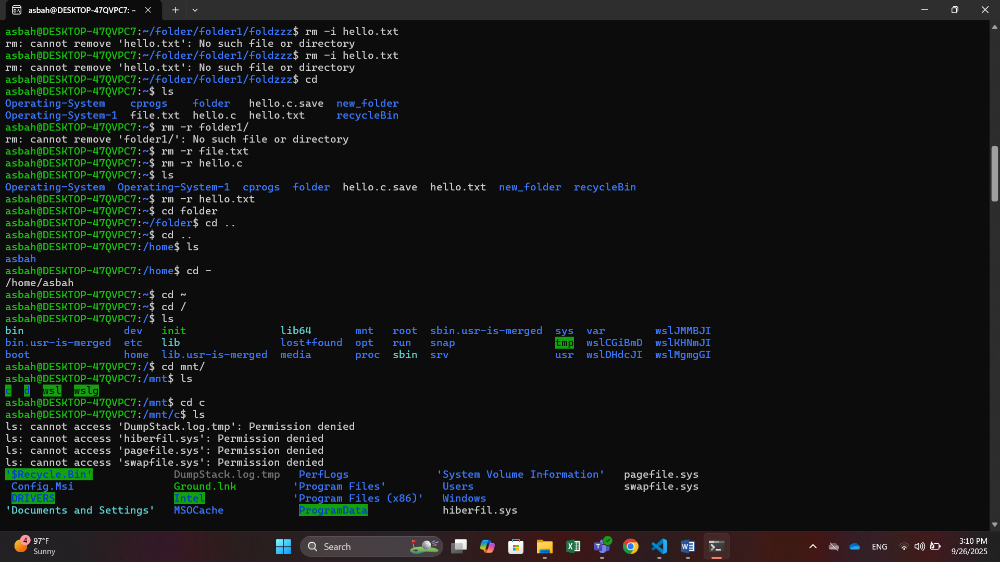 asbah@DESKTOP-47QVPC7: ~
asbah@DESKTOP-47QVPC7:~/folder/folder1/foldzzz$ rm -i hello.txt
rm: cannot remove 'hello.txt': No such file or directory
asbah@DESKTOP-47QVPC7:~/folder/folder1/foldzzz$ rm -i hello.txt
rm: cannot remove 'hello.txt': No such file or directory
asbah@DESKTOP-47QVPC7:~/folder/folder1/foldzzz$ cd
asbah@DESKTOP-47QVPC7:~$ ls
Operating-System    cprogs    folder   hello.c.save  new_folder
Operating-System-1  file.txt  hello.c  hello.txt     recycleBin
asbah@DESKTOP-47QVPC7:~$ rm -r folder1/
rm: cannot remove 'folder1/': No such file or directory
asbah@DESKTOP-47QVPC7:~$ rm -r file.txt
asbah@DESKTOP-47QVPC7:~$ rm -r hello.c
asbah@DESKTOP-47QVPC7:~$ ls
Operating-System  Operating-System-1  cprogs  folder  hello.c.save  hello.txt  new_folder  recycleBin
asbah@DESKTOP-47QVPC7:~$ rm -r hello.txt
asbah@DESKTOP-47QVPC7:~$ cd folder
asbah@DESKTOP-47QVPC7:~/folder$ cd ..
asbah@DESKTOP-47QVPC7:~$ cd ..
asbah@DESKTOP-47QVPC7:/home$ ls
asbah
asbah@DESKTOP-47QVPC7:/home$ cd -
/home/asbah
asbah@DESKTOP-47QVPC7:~$ cd ~
asbah@DESKTOP-47QVPC7:~$ cd /
asbah@DESKTOP-47QVPC7:/$ ls
bin                dev   init              lib64       mnt   root  sbin.usr-is-merged  sys  var        wslJMMBJI
bin.usr-is-merged  etc   lib               lost+found  opt   run   snap                tmp  wslCGiBmD  wslKHNmJI
boot               home  lib.usr-is-merged  media       proc  sbin  srv                 usr  wslDHdcJI  wslMgmgGI
asbah@DESKTOP-47QVPC7:/$ cd mnt/
asbah@DESKTOP-47QVPC7:/mnt$ ls
c  d  wsl  wslg
asbah@DESKTOP-47QVPC7:/mnt$ cd c
asbah@DESKTOP-47QVPC7:/mnt/c$ ls
ls: cannot access 'DumpStack.log.tmp': Permission denied
ls: cannot access 'hiberfil.sys': Permission denied
ls: cannot access 'pagefile.sys': Permission denied
ls: cannot access 'swapfile.sys': Permission denied
'$Recycle.Bin'             DumpStack.log.tmp   PerfLogs              'System Volume Information'   pagefile.sys
 Config.Msi                Ground.lnk         'Program Files'         Users                        swapfile.sys
 DRIVERS                   Intel              'Program Files (x86)'   Windows
'Documents and Settings'   MSOCache            ProgramData            hiberfil.sys
4
97°F
Sunny
Search
ENG
3:10 PM
9/26/2025